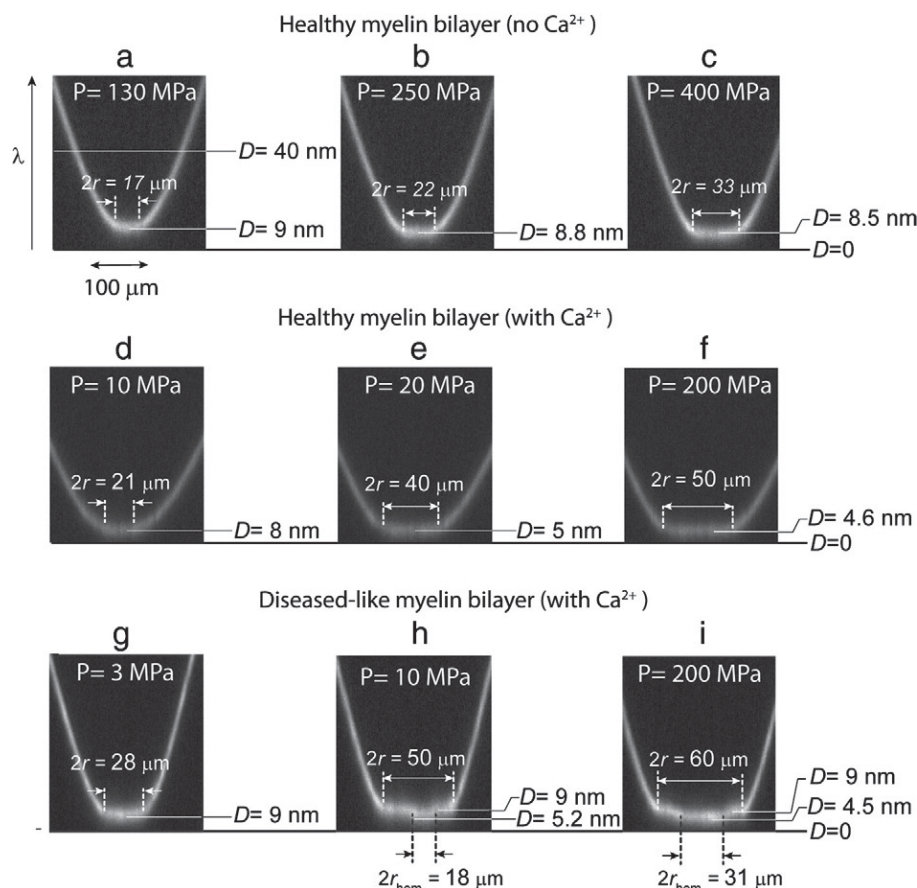 Healthy myelin bilayer (no Ca²⁺ )
a b c
P= 130 MPa P= 250 MPa P= 400 MPa
λ
D= 40 nm
2r = 17 μm 2r = 22 μm 2r = 33 μm
D= 9 nm D= 8.8 nm D= 8.5 nm
D=0
100 μm
Healthy myelin bilayer (with Ca²⁺ )
d e f
P= 10 MPa P= 20 MPa P= 200 MPa
2r = 21 μm 2r = 40 μm 2r = 50 μm
D= 8 nm D= 5 nm D= 4.6 nm
D=0
Diseased-like myelin bilayer (with Ca²⁺ )
g h i
P= 3 MPa P= 10 MPa P= 200 MPa
2r = 28 μm 2r = 50 μm 2r = 60 μm
D= 9 nm D= 9 nm D= 9 nm
D= 5.2 nm D= 4.5 nm
D=0
2r_hem = 18 μm 2r_hem = 31 μm